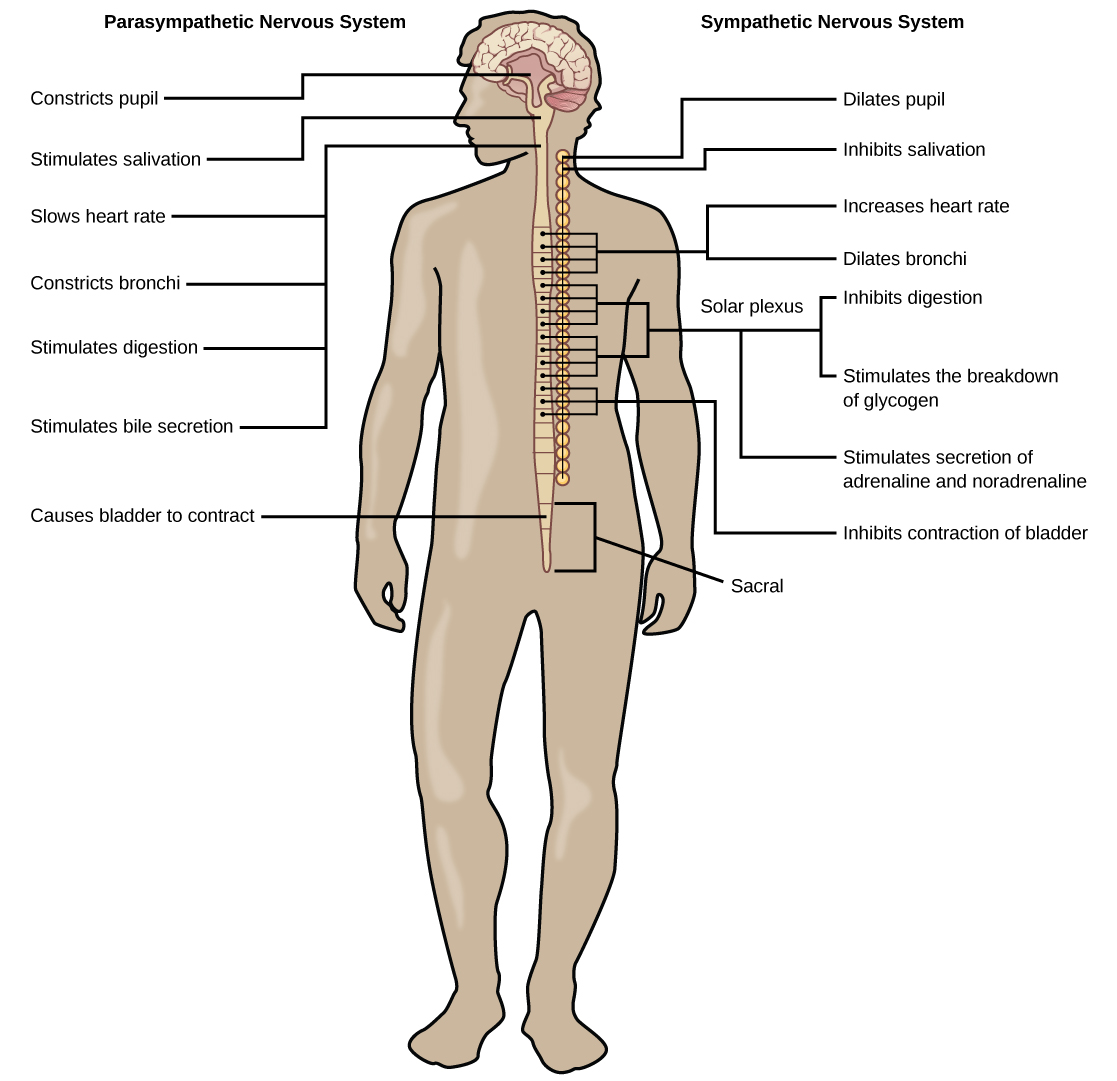 Parasympathetic Nervous System
Sympathetic Nervous System
Constricts pupil
Stimulates salivation
Slows heart rate
Constricts bronchi
Stimulates digestion
Stimulates bile secretion
Causes bladder to contract
Dilates pupil
Inhibits salivation
Increases heart rate
Dilates bronchi
Solar plexus
Inhibits digestion
Stimulates the breakdown
of glycogen
Stimulates secretion of
adrenaline and noradrenaline
Inhibits contraction of bladder
Sacral